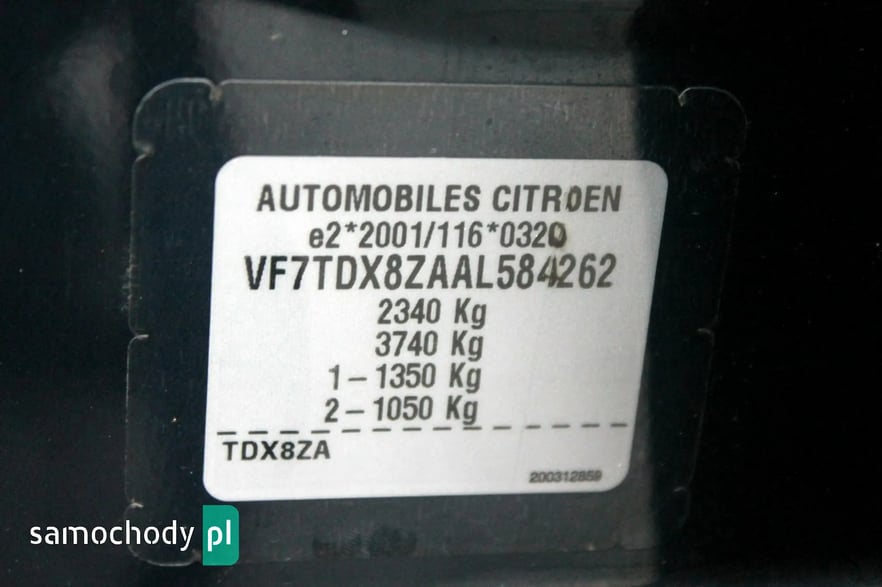 AUTOMOBILES CITROEN
e2*2001/116*0320
VF7TDX8ZAAL584262
2340 Kg
3740 Kg
1 – 1350 Kg
2 – 1050 Kg
TDX8ZA
200312859
samochody pl